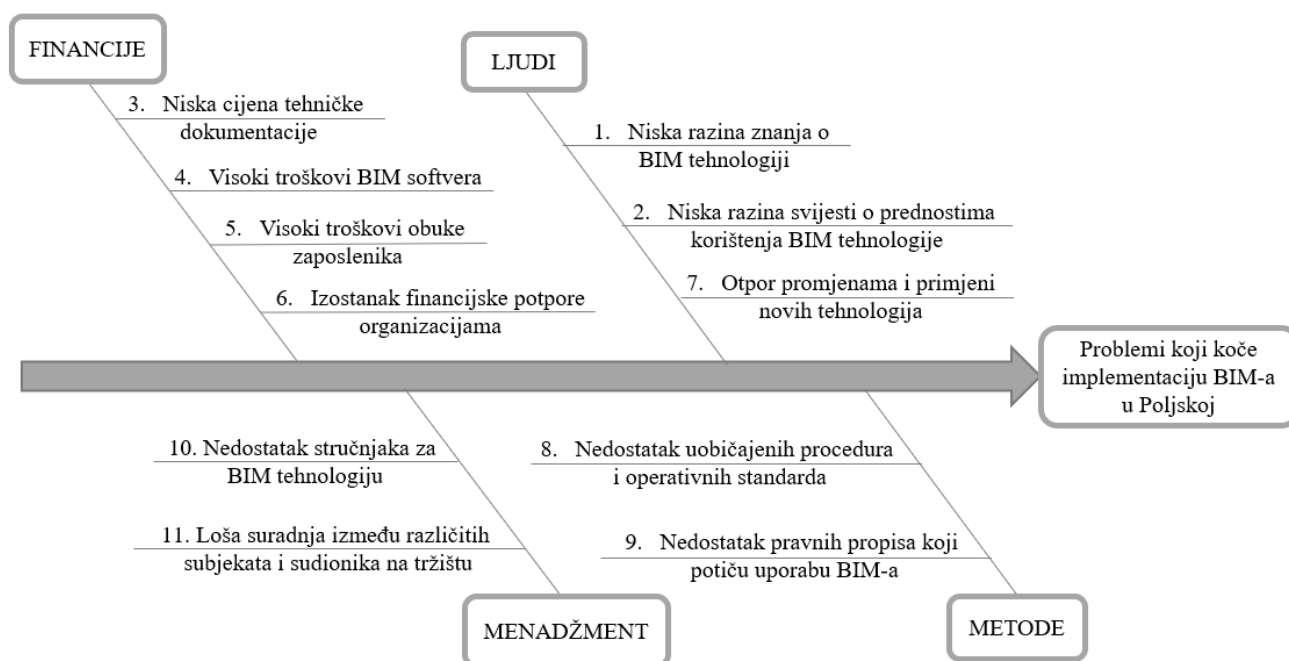 FINANCIJE
3. Niska cijena tehničke
dokumentacije
4. Visoki troškovi BIM softvera
5. Visoki troškovi obuke
zaposlenika
6. Izostanak financijske potpore
organizacijama
LJUDI
1. Niska razina znanja o
BIM tehnologiji
2. Niska razina svijesti o prednostima
korištenja BIM tehnologije
7. Otpor promjenama i primjeni
novih tehnologija
Problemi koji koče
implementaciju BIM-a
u Poljskoj
10. Nedostatak stručnjaka za
BIM tehnologiju
11. Loša suradnja između različitih
subjekata i sudionika na tržištu
MENADŽMENT
8. Nedostatak uobičajenih procedura
i operativnih standarda
9. Nedostatak pravnih propisa koji
potiču uporabu BIM-a
METODE